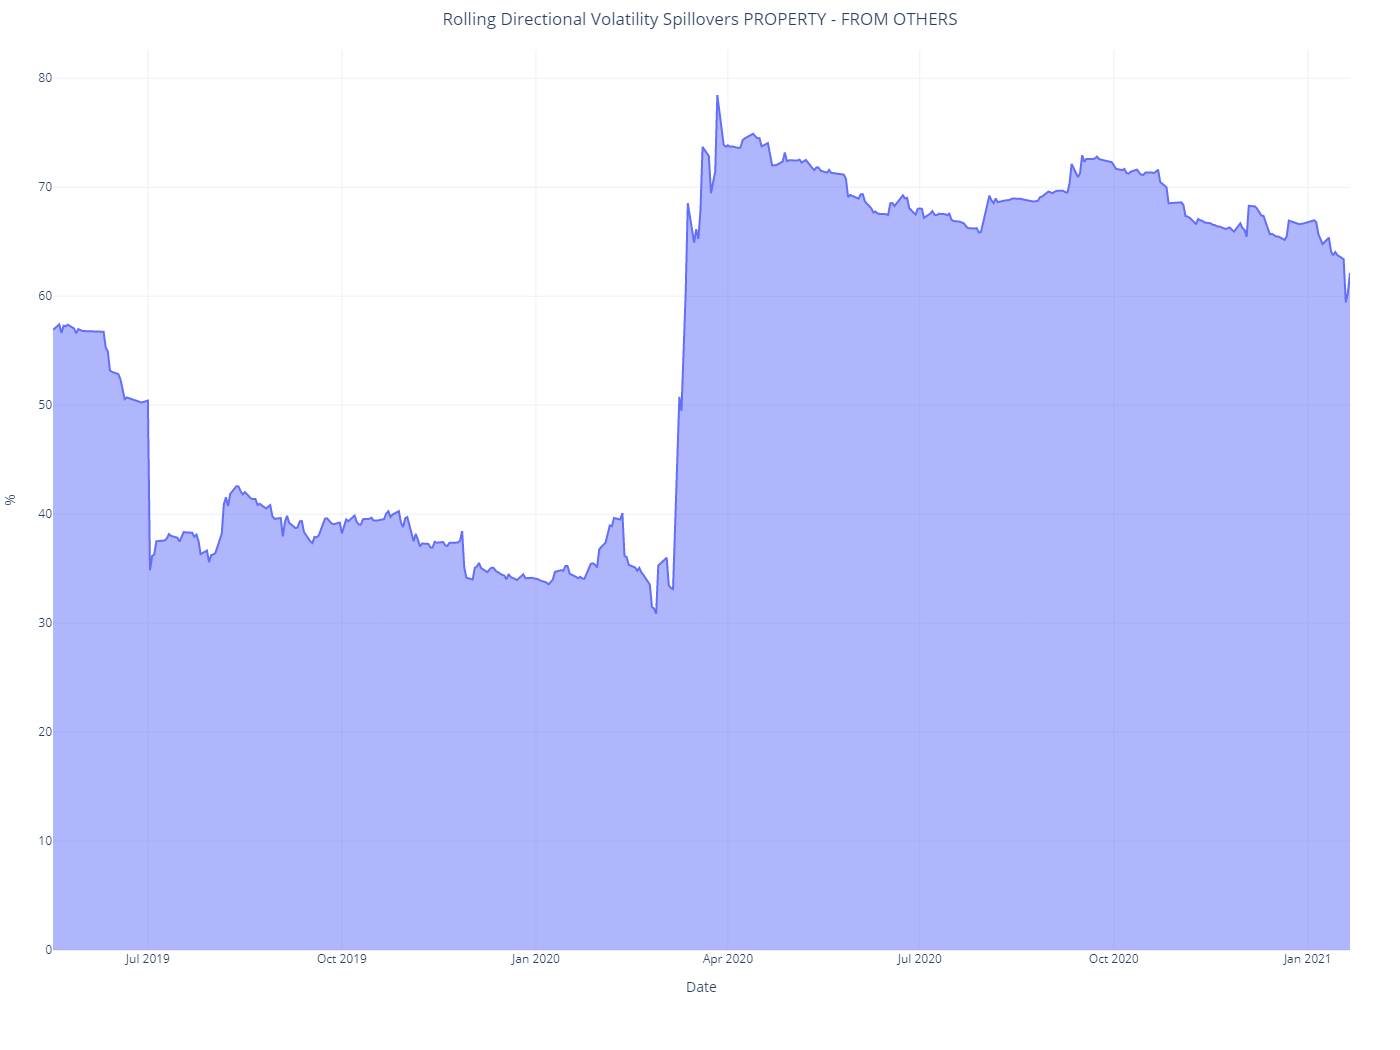 Rolling Directional Volatility Spillovers PROPERTY - FROM OTHERS
80
70
60
50
40
30
20
10
0
%
Jul 2019
Oct 2019
Jan 2020
Apr 2020
Jul 2020
Oct 2020
Jan 2021
Date